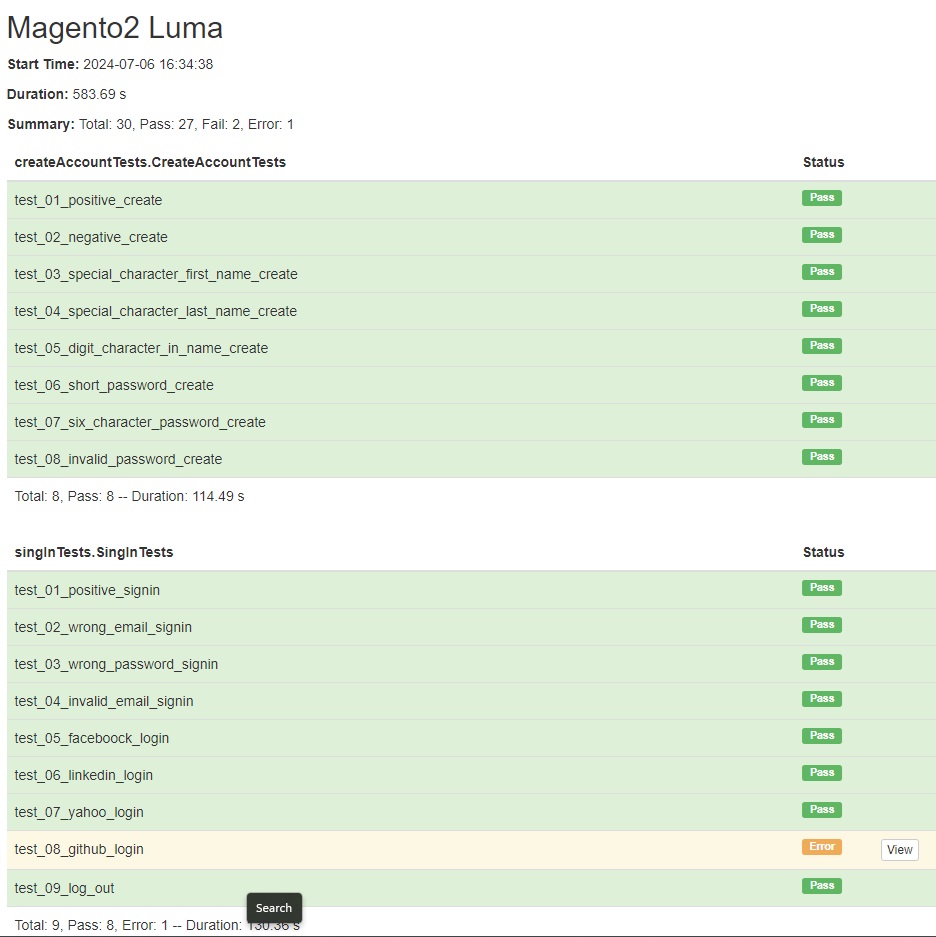 Magento2 Luma
Start Time: 2024-07-06 16:34:38
Duration: 583.69 s
Summary: Total: 30, Pass: 27, Fail: 2, Error: 1
createAccountTests.CreateAccountTests Status
test_01_positive_create Pass
test_02_negative_create Pass
test_03_special_character_first_name_create Pass
test_04_special_character_last_name_create Pass
test_05_digit_character_in_name_create Pass
test_06_short_password_create Pass
test_07_six_character_password_create Pass
test_08_invalid_password_create Pass
Total: 8, Pass: 8 -- Duration: 114.49 s
singInTests.SingInTests Status
test_01_positive_signin Pass
test_02_wrong_email_signin Pass
test_03_wrong_password_signin Pass
test_04_invalid_email_signin Pass
test_05_faceboock_login Pass
test_06_linkedin_login Pass
test_07_yahoo_login Pass
test_08_github_login Error View
test_09_log_out Pass
Search
Total: 9, Pass: 8, Error: 1 -- Duration: 130.36 s